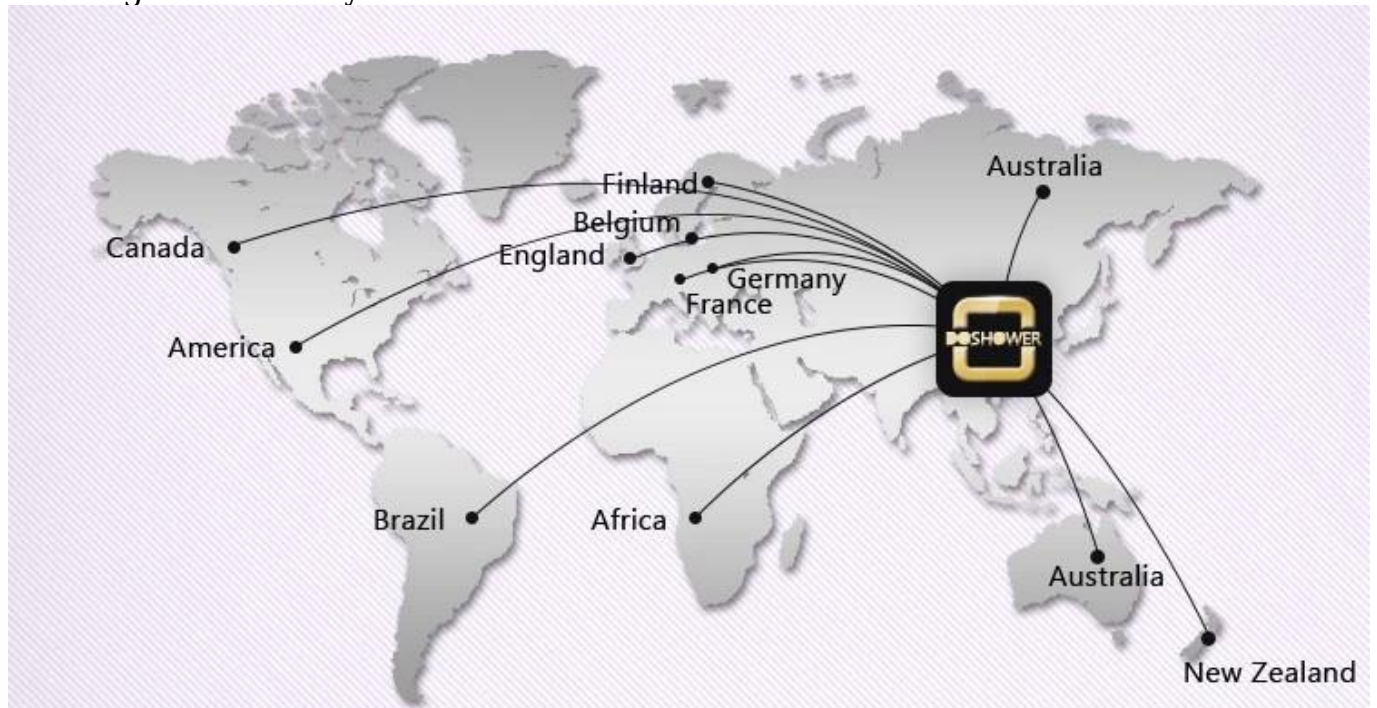 Australia
Finland
Belgium
Canada
England
Germany
France
DOSHOWER
America
Brazil
Africa
Australia
New Zealand